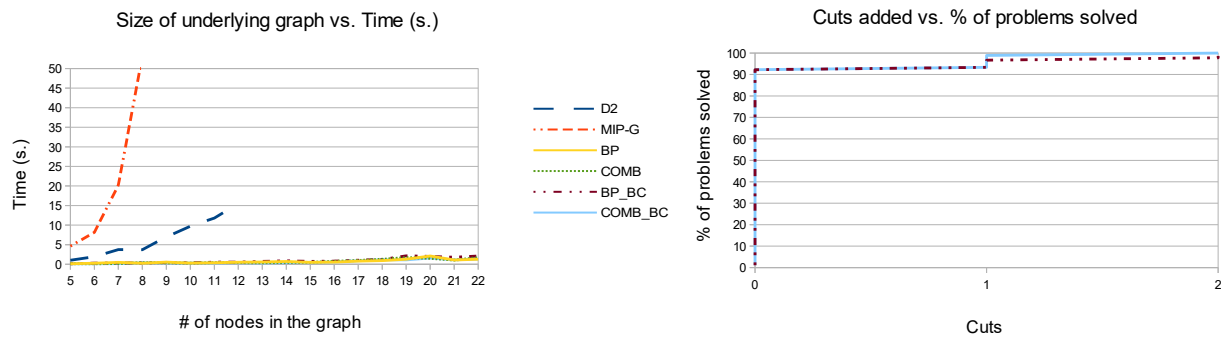 Size of underlying graph vs. Time (s.)
Time (s.)
50
45
40
35
30
25
20
15
10
5
0
5 6 7 8 9 10 11 12 13 14 15 16 17 18 19 20 21 22
# of nodes in the graph
D2
MIP-G
BP
COMB
BP_BC
COMB_BC
Cuts added vs. % of problems solved
% of problems solved
100
90
80
70
60
50
40
30
20
10
0
0 1 2
Cuts